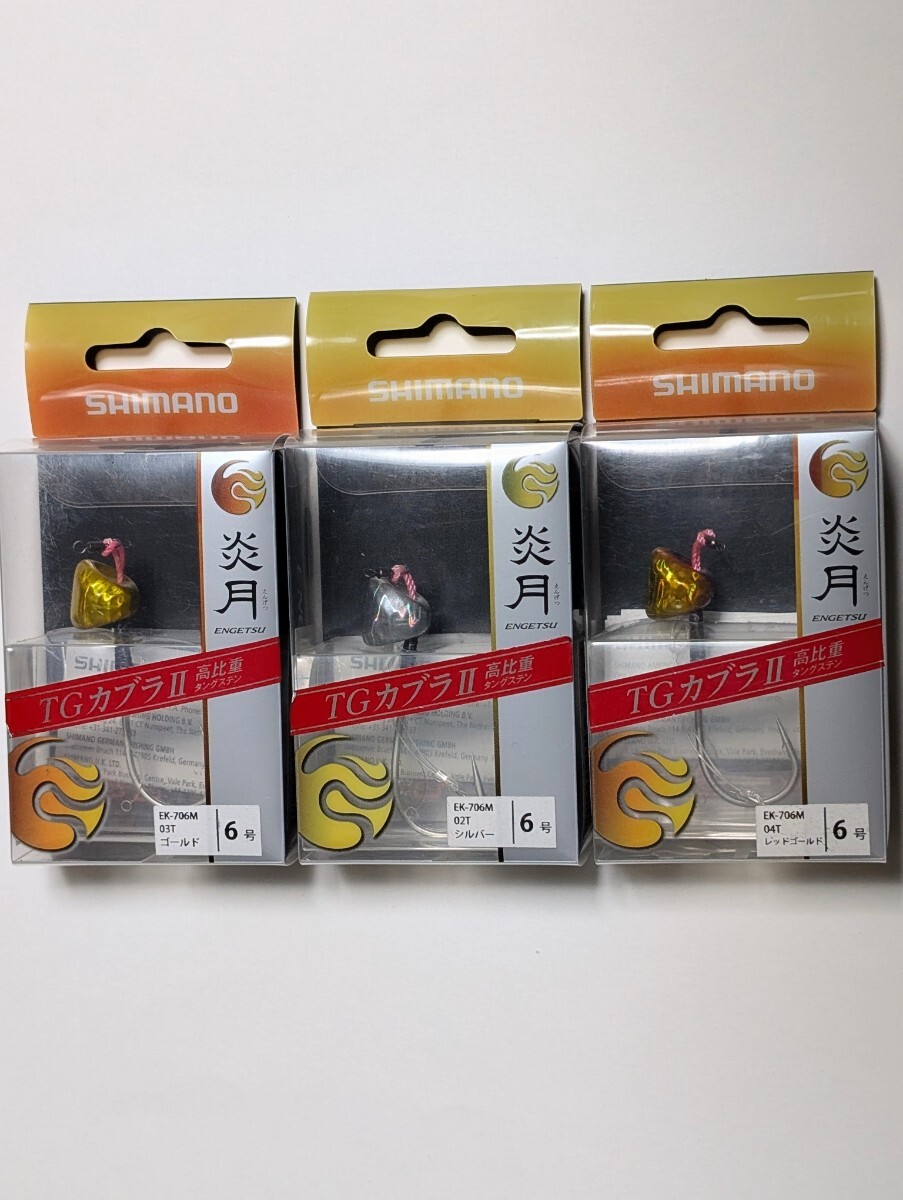 SHIMANO
炎月
えんげつ
ENGETSU
TGカブラII 高比重
タングステン
SHIMANO GERMANY FISHING GMBH
EK-706M
03T
ゴールド
6号
SHIMANO
炎月
えんげつ
ENGETSU
TGカブラII 高比重
タングステン
EK-706M
02T
シルバー
6号
SHIMANO
炎月
えんげつ
ENGETSU
TGカブラII 高比重
タングステン
EK-706M
04T
レッドゴールド
6号